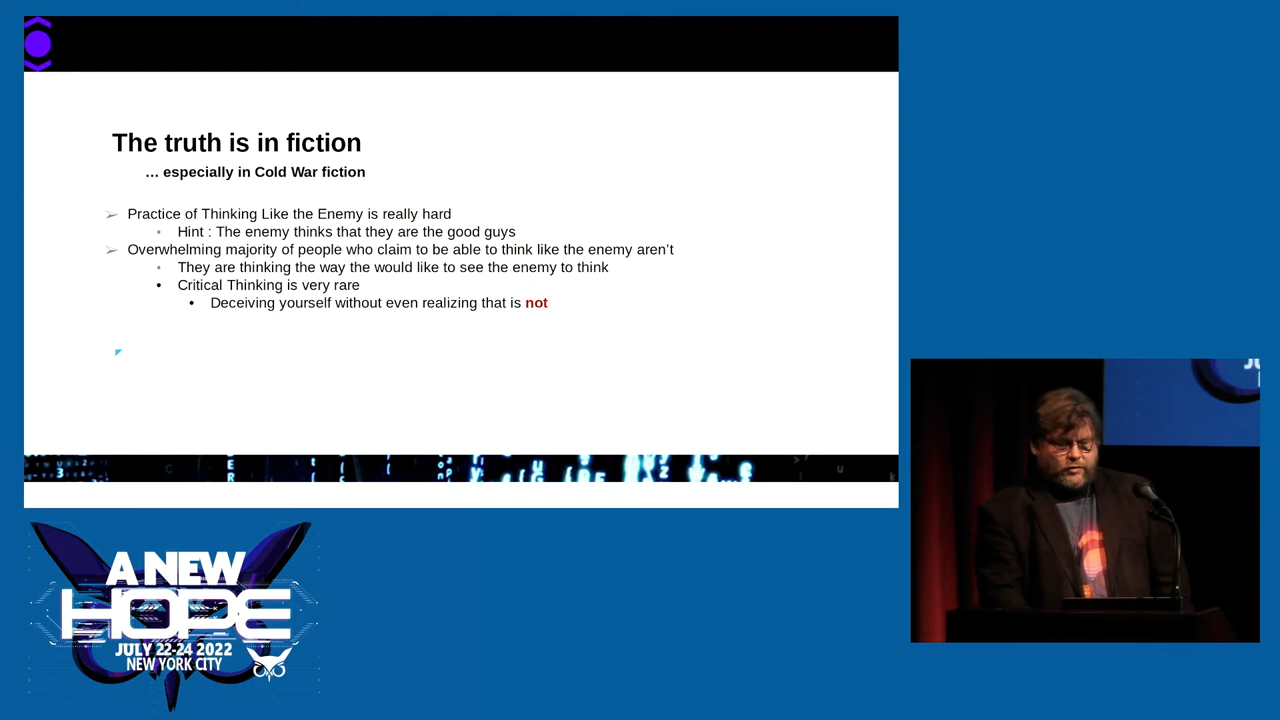 The truth is in fiction
… especially in Cold War fiction
➢ Practice of Thinking Like the Enemy is really hard
• Hint : The enemy thinks that they are the good guys
➢ Overwhelming majority of people who claim to be able to think like the enemy aren’t
• They are thinking the way the would like to see the enemy to think
• Critical Thinking is very rare
• Deceiving yourself without even realizing that is not
A NEW
HOPE
JULY 22-24 2022
NEW YORK CITY